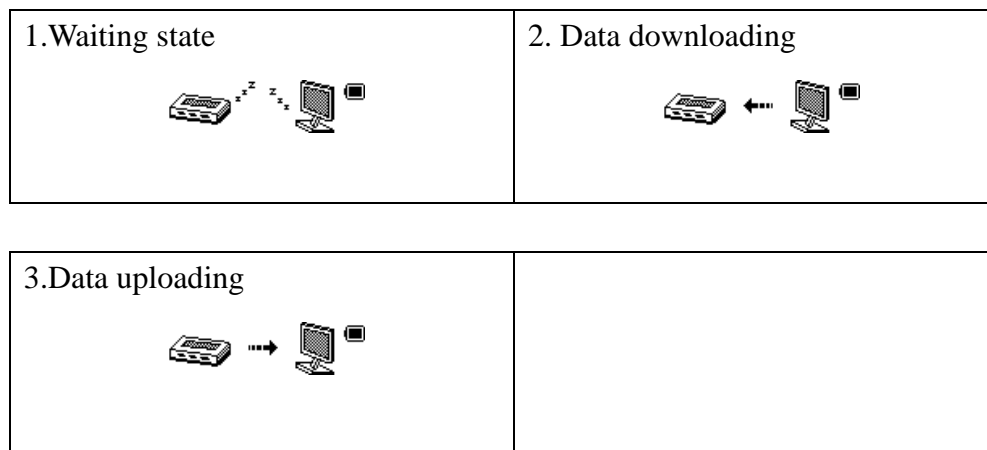 1.Waiting state
2. Data downloading
z z z z z z
3.Data uploading